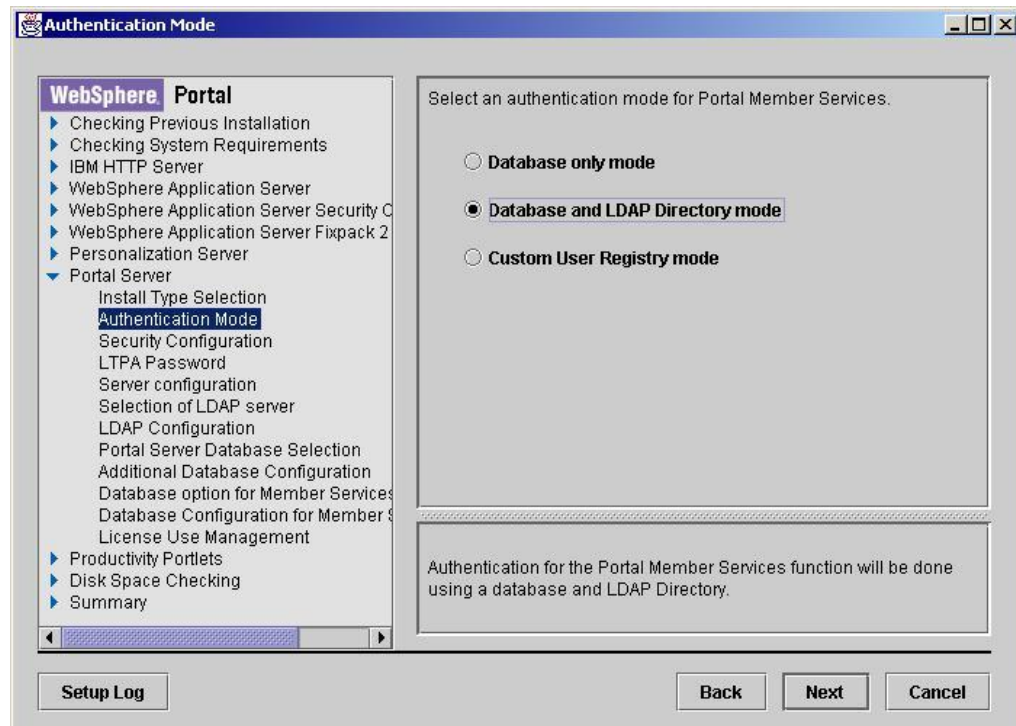 Authentication Mode
WebSphere Portal
Checking Previous Installation
Checking System Requirements
IBM HTTP Server
WebSphere Application Server
WebSphere Application Server Security C
WebSphere Application Server Fixpack 2
Personalization Server
Portal Server
Install Type Selection
Authentication Mode
Security Configuration
LTPA Password
Server configuration
Selection of LDAP server
LDAP Configuration
Portal Server Database Selection
Additional Database Configuration
Database option for Member Services
Database Configuration for Member S
License Use Management
Productivity Portlets
Disk Space Checking
Summary
Select an authentication mode for Portal Member Services.
Database only mode
Database and LDAP Directory mode
Custom User Registry mode
Authentication for the Portal Member Services function will be done
using a database and LDAP Directory.
Setup Log
Back
Next
Cancel